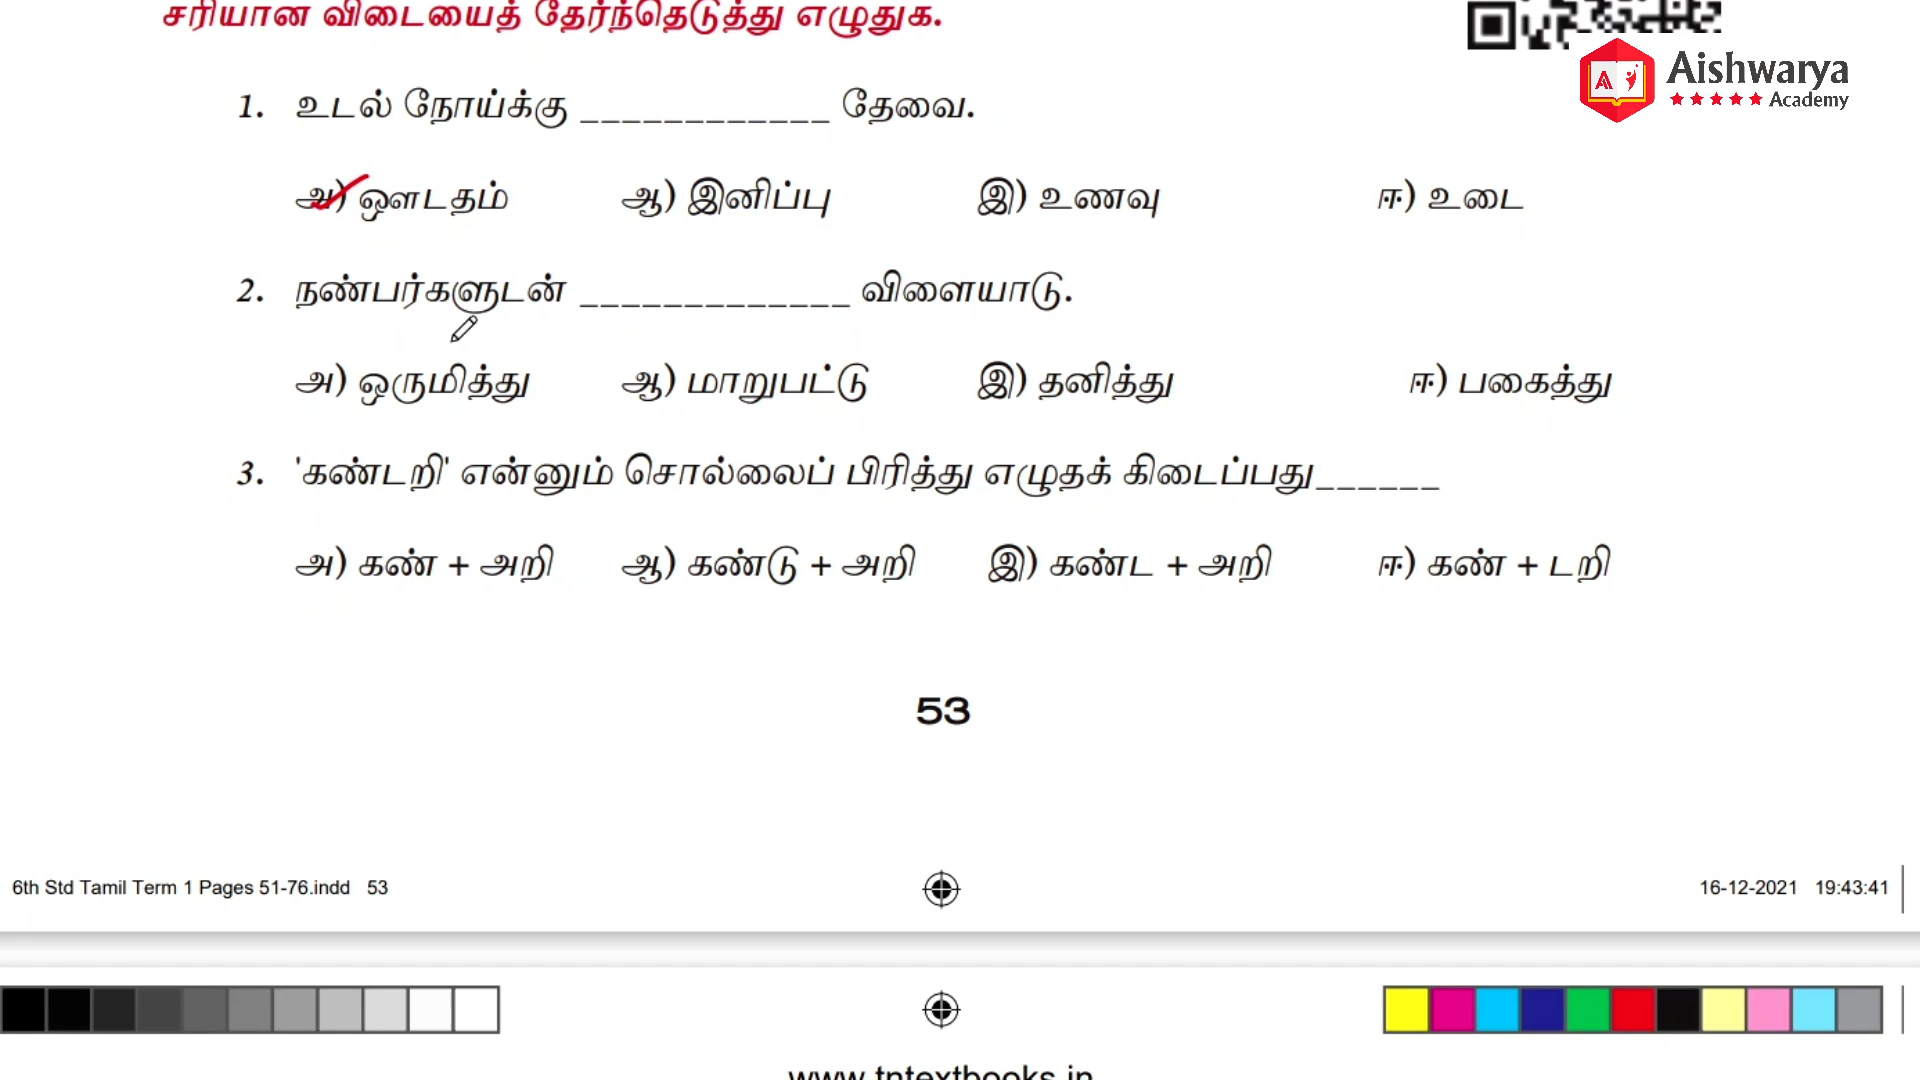 சரியான விடையைத் தேர்ந்தெடுத்து எழுதுக.
Aishwarya
Academy
1. உடல் நோய்க்கு ____________ தேவை.
அ) ஔடதம் ஆ) இனிப்பு இ) உணவு ஈ) உடை
2. நண்பர்களுடன் _____________ விளையாடு.
அ) ஒருமித்து ஆ) மாறுபட்டு இ) தனித்து ஈ) பகைத்து
3. 'கண்டறி' என்னும் சொல்லைப் பிரித்து எழுதக் கிடைப்பது______
அ) கண் + அறி ஆ) கண்டு + அறி இ) கண்ட + அறி ஈ) கண் + டறி
53
6th Std Tamil Term 1 Pages 51-76.indd 53 16-12-2021 19:43:41
www.tntextbooks.in